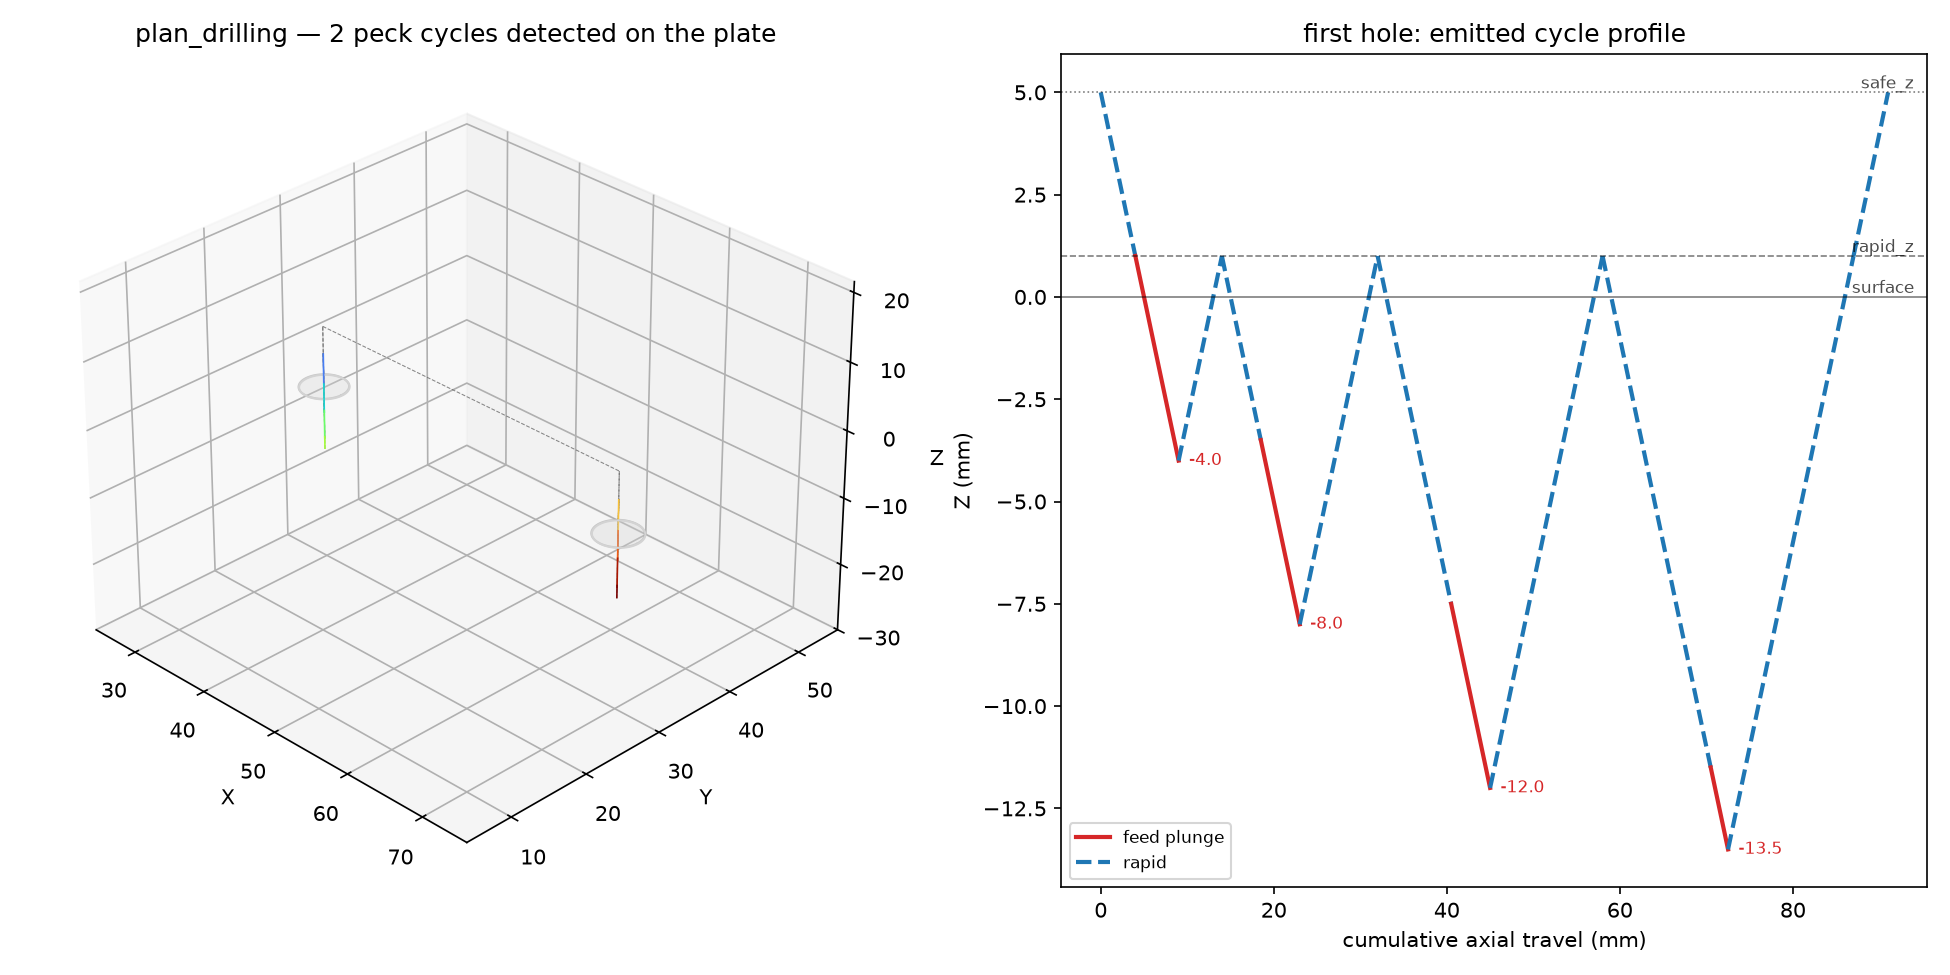 plan_drilling — 2 peck cycles detected on the plate
20
10
0
−10
−20
−30
Z
30
40
50
60
70
X
10
20
30
40
50
Y
first hole: emitted cycle profile
5.0
2.5
0.0
−2.5
−5.0
−7.5
−10.0
−12.5
Z (mm)
safe_z
rapid_z
surface
-4.0
-8.0
-12.0
-13.5
feed plunge
rapid
0
20
40
60
80
cumulative axial travel (mm)